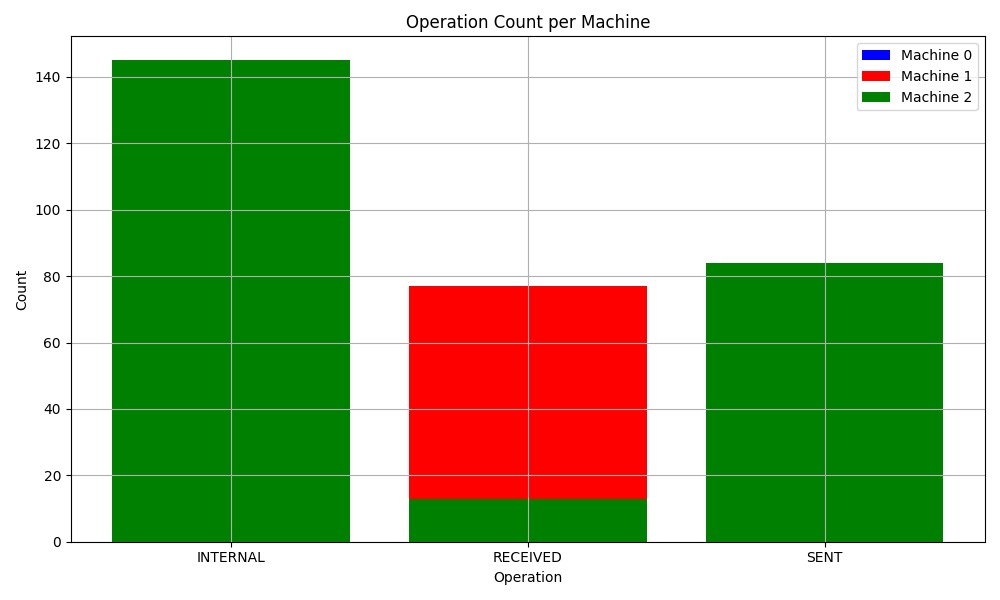 Operation Count per Machine
Machine 0
Machine 1
Machine 2
140
120
100
80
60
40
20
0
Count
INTERNAL
RECEIVED
SENT
Operation